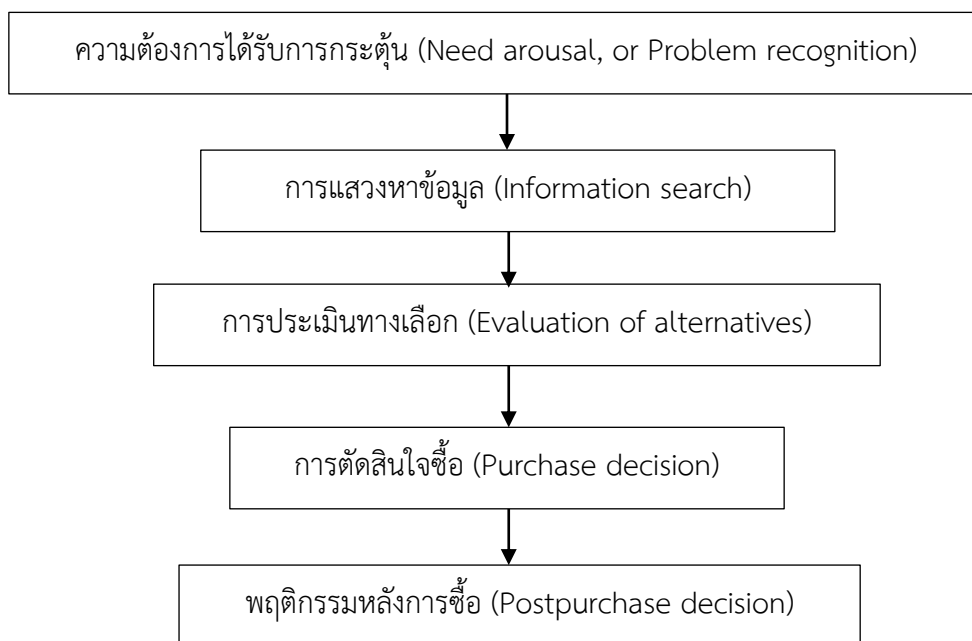 ความต้องการได้รับการกระตุ้น (Need arousal, or Problem recognition)
การแสวงหาข้อมูล (Information search)
การประเมินทางเลือก (Evaluation of alternatives)
การตัดสินใจซื้อ (Purchase decision)
พฤติกรรมหลังการซื้อ (Postpurchase decision)